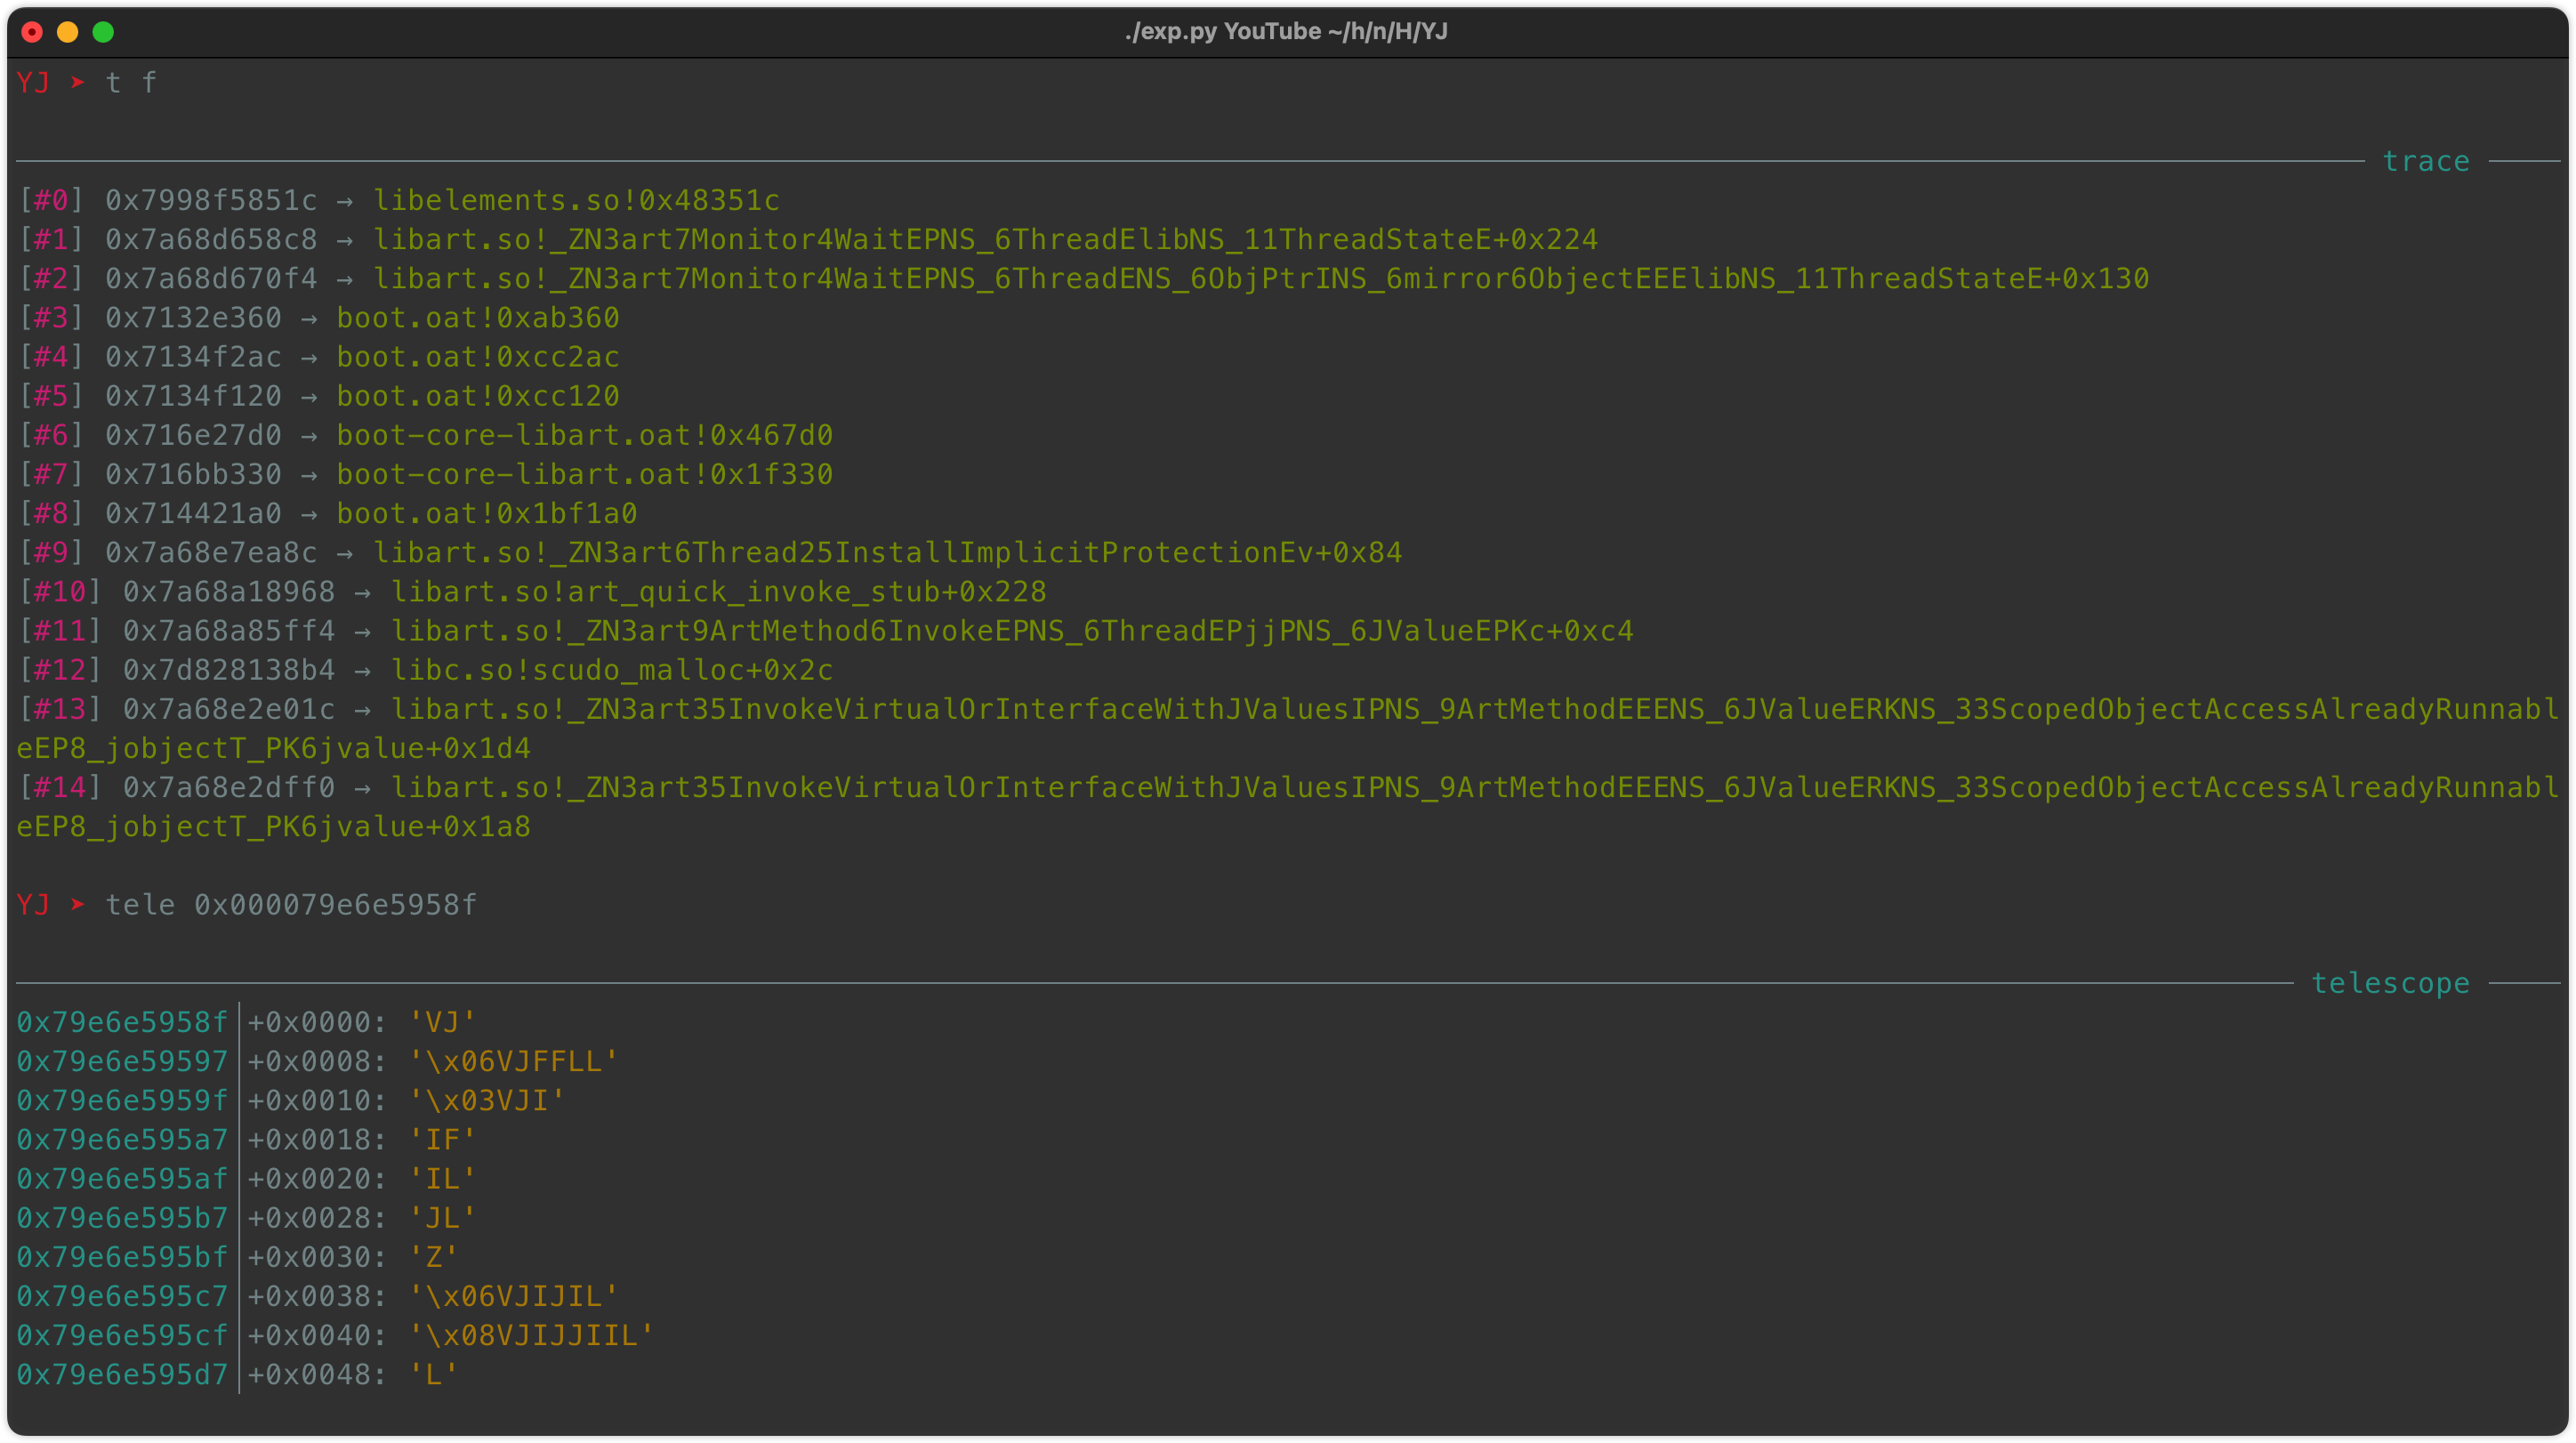 ./exp.py YouTube ~/h/n/H/YJ
YJ ➤ t f
trace
[#0] 0x7998f5851c → libelements.so!0x48351c
[#1] 0x7a68d658c8 → libart.so!_ZN3art7Monitor4WaitEPNS_6ThreadElibNS_11ThreadStateE+0x224
[#2] 0x7a68d670f4 → libart.so!_ZN3art7Monitor4WaitEPNS_6ThreadENS_6ObjPtrINS_6mirror6ObjectEEElibNS_11ThreadStateE+0x130
[#3] 0x7132e360 → boot.oat!0xab360
[#4] 0x7134f2ac → boot.oat!0xcc2ac
[#5] 0x7134f120 → boot.oat!0xcc120
[#6] 0x716e27d0 → boot-core-libart.oat!0x467d0
[#7] 0x716bb330 → boot-core-libart.oat!0x1f330
[#8] 0x714421a0 → boot.oat!0x1bf1a0
[#9] 0x7a68e7ea8c → libart.so!_ZN3art6Thread25InstallImplicitProtectionEv+0x84
[#10] 0x7a68a18968 → libart.so!art_quick_invoke_stub+0x228
[#11] 0x7a68a85ff4 → libart.so!_ZN3art9ArtMethod6InvokeEPNS_6ThreadEPjjPNS_6JValueEPKc+0xc4
[#12] 0x7d828138b4 → libc.so!scudo_malloc+0x2c
[#13] 0x7a68e2e01c → libart.so!_ZN3art35InvokeVirtualOrInterfaceWithJValuesIPNS_9ArtMethodEEENS_6JValueERKNS_33ScopedObjectAccessAlreadyRunnabl
eEP8_jobjectT_PK6jvalue+0x1d4
[#14] 0x7a68e2dff0 → libart.so!_ZN3art35InvokeVirtualOrInterfaceWithJValuesIPNS_9ArtMethodEEENS_6JValueERKNS_33ScopedObjectAccessAlreadyRunnabl
eEP8_jobjectT_PK6jvalue+0x1a8
YJ ➤ tele 0x000079e6e5958f
telescope
0x79e6e5958f│+0x0000: 'VJ'
0x79e6e59597│+0x0008: '\x06VJFFLL'
0x79e6e5959f│+0x0010: '\x03VJI'
0x79e6e595a7│+0x0018: 'IF'
0x79e6e595af│+0x0020: 'IL'
0x79e6e595b7│+0x0028: 'JL'
0x79e6e595bf│+0x0030: 'Z'
0x79e6e595c7│+0x0038: '\x06VJIJIL'
0x79e6e595cf│+0x0040: '\x08VJIJJIIL'
0x79e6e595d7│+0x0048: 'L'